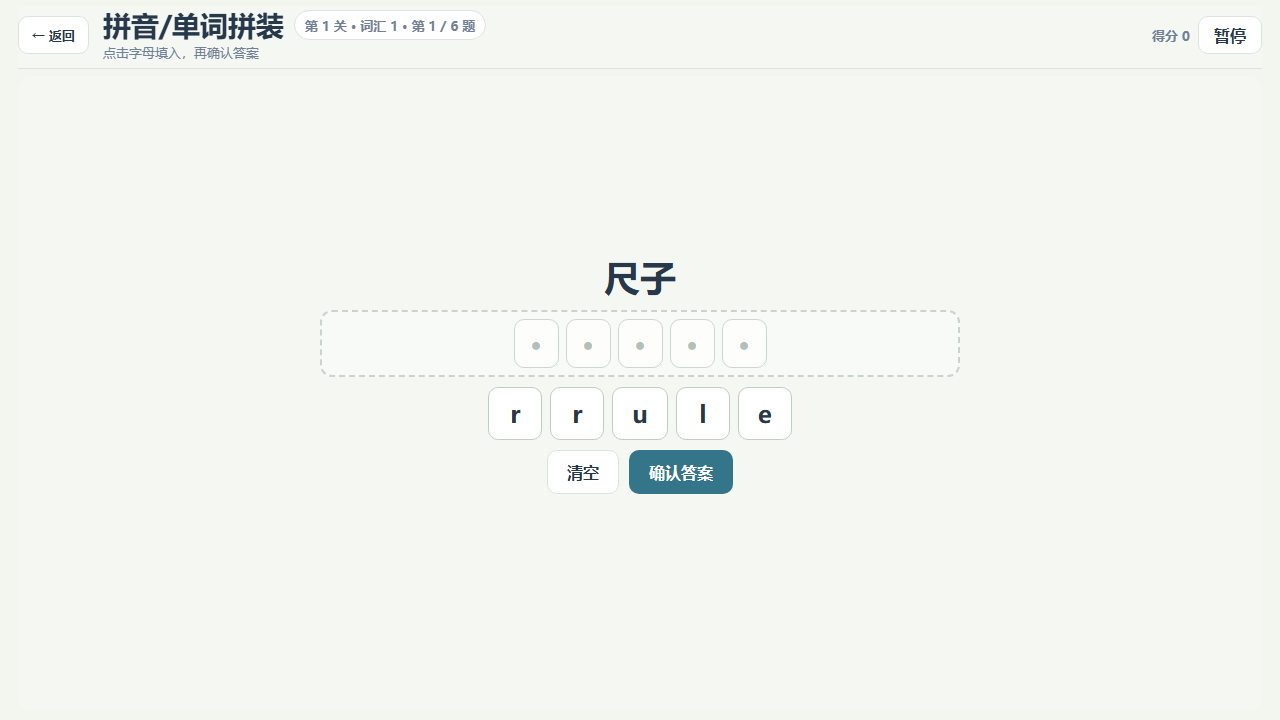 ← 返回
拼音/单词拼装
第 1 关 • 词汇 1 • 第 1 / 6 题
点击字母填入，再确认答案
得分 0
暂停
尺子
• • • • •
r r u l e
清空
确认答案